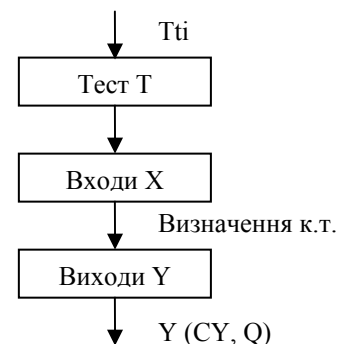 Tti
Тест T
Входи X
Визначення к.т.
Виходи Y
Y (CY, Q)